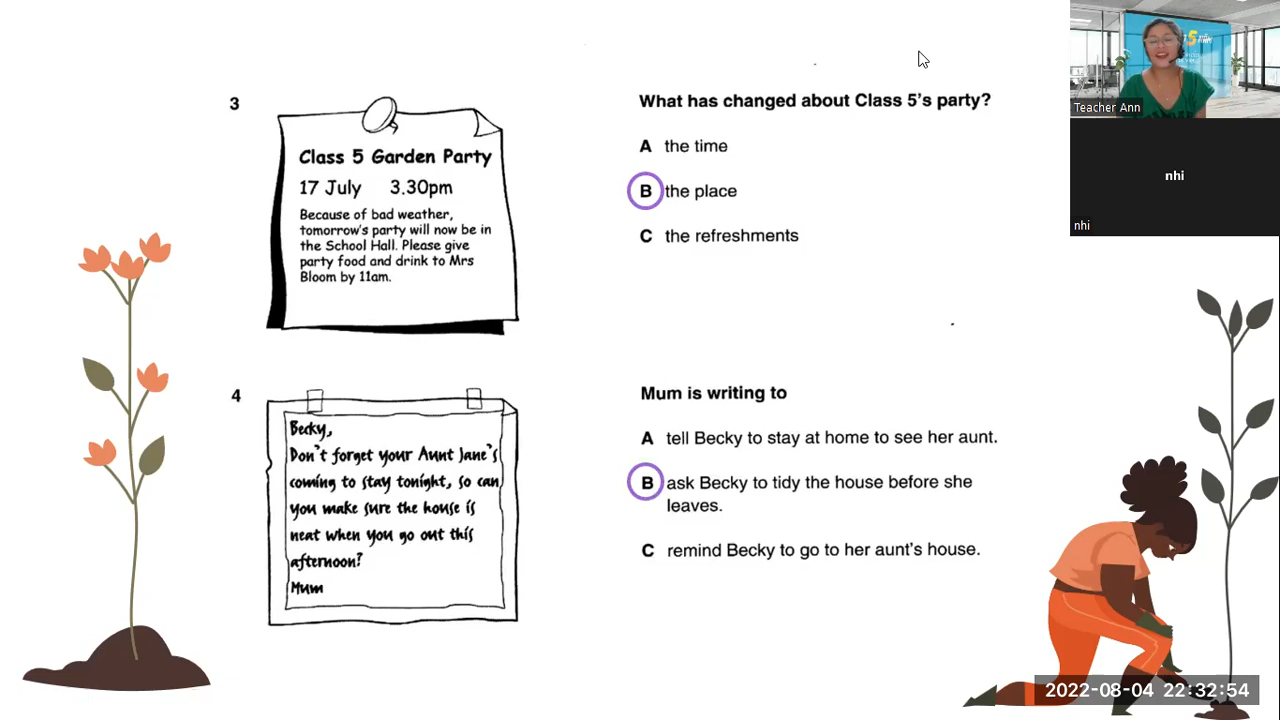 3
Class 5 Garden Party
17 July 3.30pm
Because of bad weather,
tomorrow's party will now be in
the School Hall. Please give
party food and drink to Mrs
Bloom by 11am.
What has changed about Class 5's party?
A the time
B the place
C the refreshments
4
Becky,
Don't forget your Aunt Jane's
coming to stay tonight, so can
you make sure the house is
neat when you go out this
afternoon?
Mum
Mum is writing to
A tell Becky to stay at home to see her aunt.
B ask Becky to tidy the house before she
leaves.
C remind Becky to go to her aunt's house.
Teacher Ann
nhi
nhi
2022-08-04 22:32:54